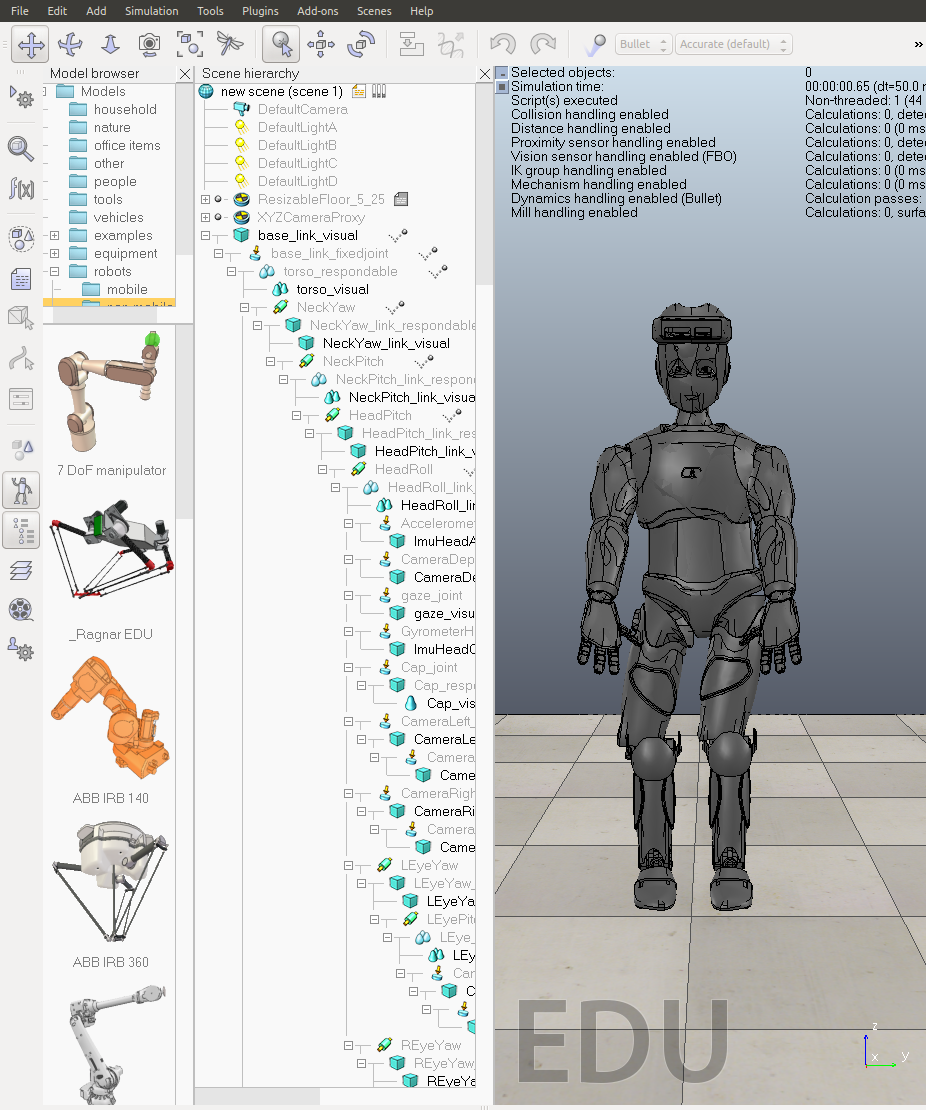 File Edit Add Simulation Tools Plugins Add-ons Scenes Help
Bullet Accurate (default) »
Model browser
Models
household
nature
office items
other
people
tools
vehicles
examples
equipment
robots
mobile
7 DoF manipulator
_Ragnar EDU
ABB IRB 140
ABB IRB 360
f(x)
Scene hierarchy
new scene (scene 1)
DefaultCamera
DefaultLightA
DefaultLightB
DefaultLightC
DefaultLightD
ResizableFloor_5_25
XYZCameraProxy
base_link_visual
base_link_fixedjoint
torso_respondable
torso_visual
NeckYaw
NeckYaw_link_respondable
NeckYaw_link_visual
NeckPitch
NeckPitch_link_respon
NeckPitch_link_visua
HeadPitch
HeadPitch_link_res
HeadPitch_link_v
HeadRoll
HeadRoll_link_
HeadRoll_lin
Acceleromet
ImuHeadA
CameraDep
CameraDe
gaze_joint
gaze_visu
GyrometerH
ImuHeadG
Cap_joint
Cap_respo
Cap_vis
CameraLeft_
CameraLe
Camera
Came
CameraRigh
CameraRi
Camera
Came
LEyeYaw
LEyeYaw_
LEyeYa
LEyePit
LEye_
LEy
Car
C
REyeYaw
REyeYaw_
REyeYa
Selected objects: 0
Simulation time: 00:00:00.65 (dt=50.0 m
Script(s) executed Non-threaded: 1 (44
Collision handling enabled Calculations: 0, dete
Distance handling enabled Calculations: 0 (0 ms
Proximity sensor handling enabled Calculations: 0, dete
Vision sensor handling enabled (FBO) Calculations: 0, dete
IK group handling enabled Calculations: 0 (0 ms
Mechanism handling enabled Calculations: 0 (0 ms
Dynamics handling enabled (Bullet) Calculation passes:
Mill handling enabled Calculations: 0, surfa
EDU
z
x y